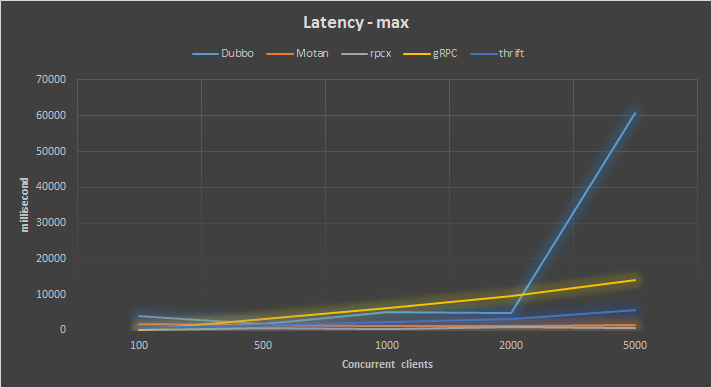 Latency - max
Dubbo Motan rpcx gRPC thrift
70000
60000
50000
40000
30000
20000
10000
0
millisecond
100 500 1000 2000 5000
Concurrent clients